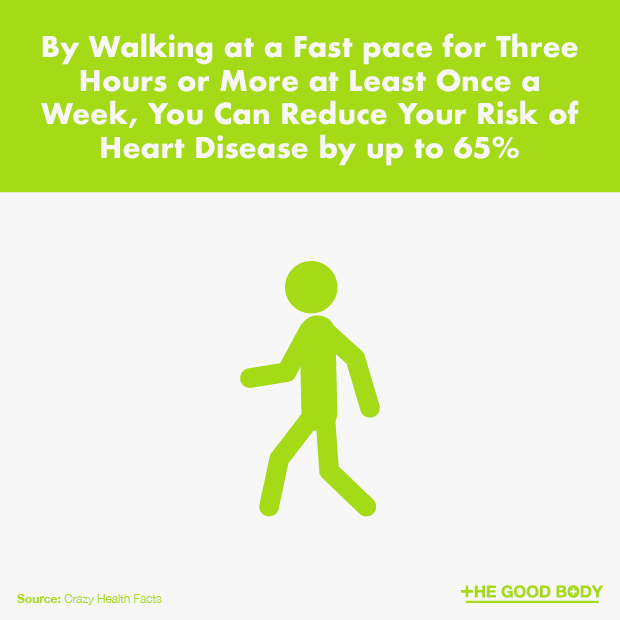 By Walking at a Fast pace for Three
Hours or More at Least Once a
Week, You Can Reduce Your Risk of
Heart Disease by up to 65%
Source: Crazy Health Facts
THE GOOD BODY